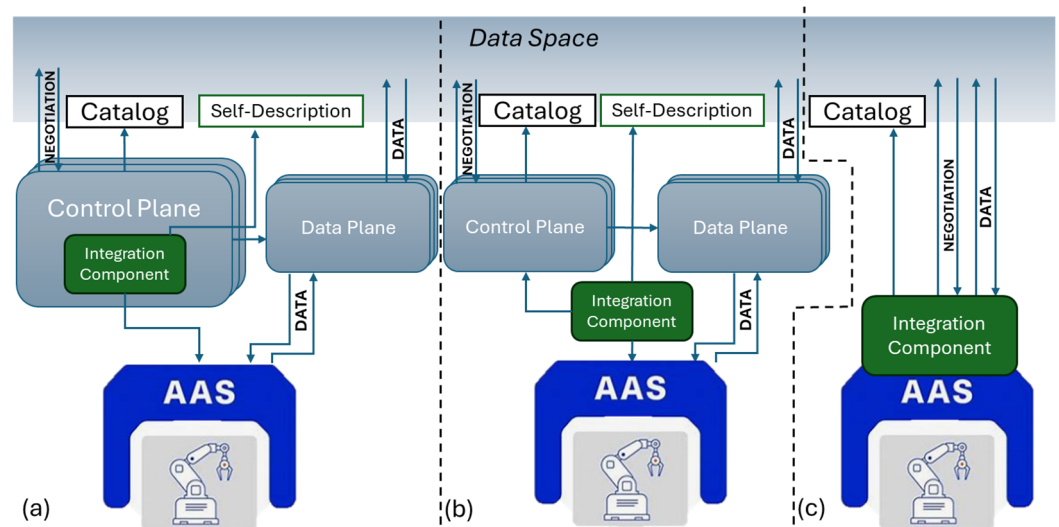 Data Space
NEGOTIATION
Catalog
Self-Description
DATA
Control Plane
Integration
Component
Data Plane
DATA
AAS
(a)
NEGOTIATION
Catalog
Self-Description
DATA
Control Plane
Data Plane
Integration
Component
DATA
AAS
(b)
Catalog
NEGOTIATION
DATA
Integration
Component
AAS
(c)